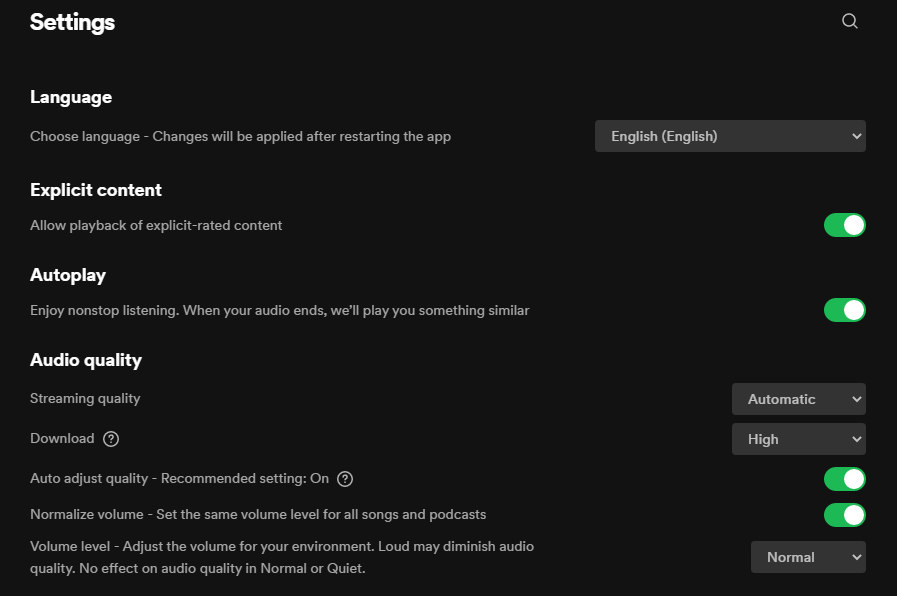 Settings
Language
Choose language - Changes will be applied after restarting the app
English (English)
Explicit content
Allow playback of explicit-rated content
Autoplay
Enjoy nonstop listening. When your audio ends, we’ll play you something similar
Audio quality
Streaming quality
Automatic
Download ?
High
Auto adjust quality - Recommended setting: On ?
Normalize volume - Set the same volume level for all songs and podcasts
Volume level - Adjust the volume for your environment. Loud may diminish audio
quality. No effect on audio quality in Normal or Quiet.
Normal